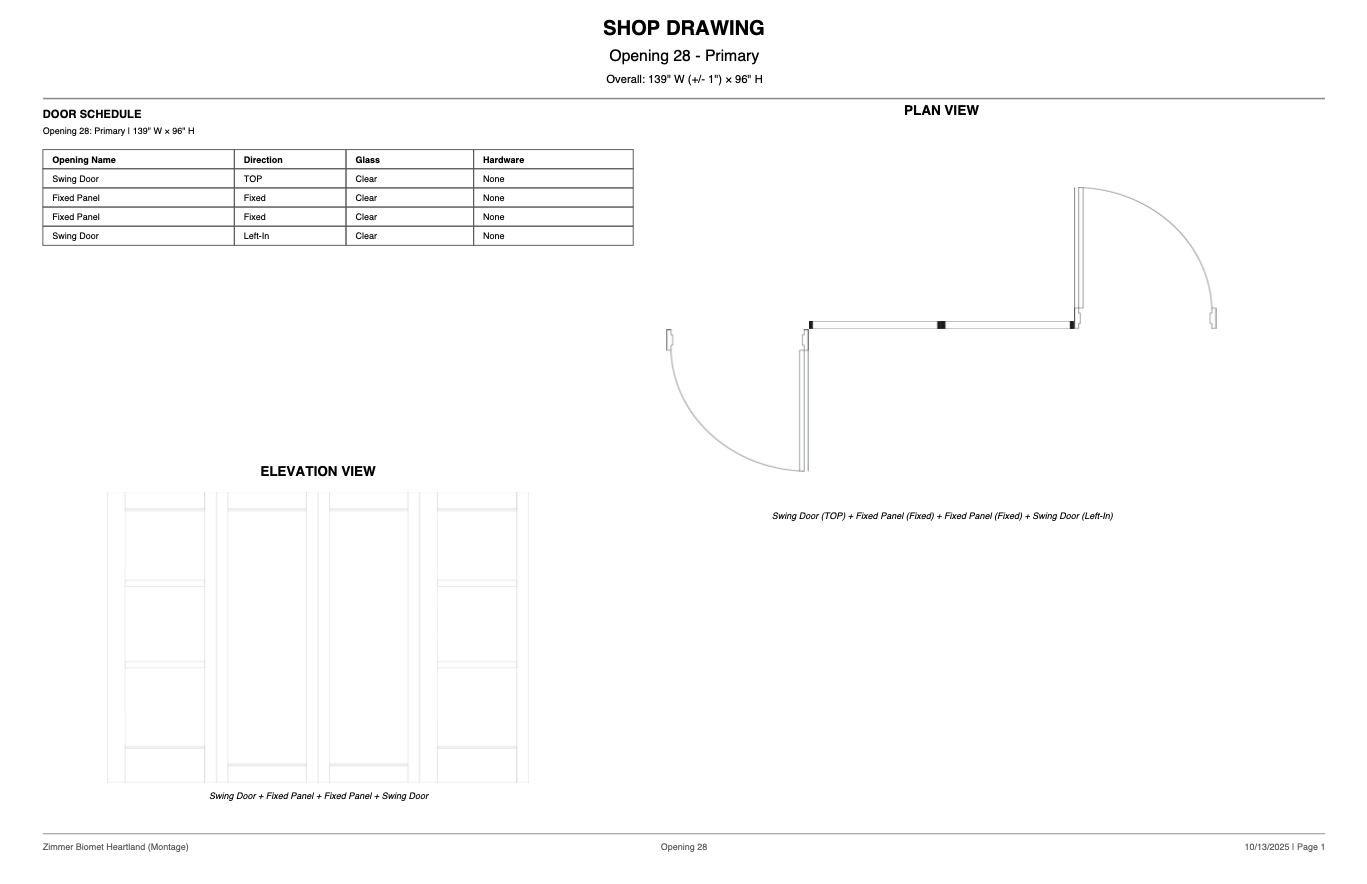 SHOP DRAWING
Opening 28 - Primary
Overall: 139" W (+/- 1") × 96" H
DOOR SCHEDULE
Opening 28: Primary | 139" W × 96" H
Opening Name Direction Glass Hardware
Swing Door TOP Clear None
Fixed Panel Fixed Clear None
Fixed Panel Fixed Clear None
Swing Door Left-In Clear None
PLAN VIEW
Swing Door (TOP) + Fixed Panel (Fixed) + Fixed Panel (Fixed) + Swing Door (Left-In)
ELEVATION VIEW
Swing Door + Fixed Panel + Fixed Panel + Swing Door
Zimmer Biomet Heartland (Montage) Opening 28 10/13/2025 | Page 1